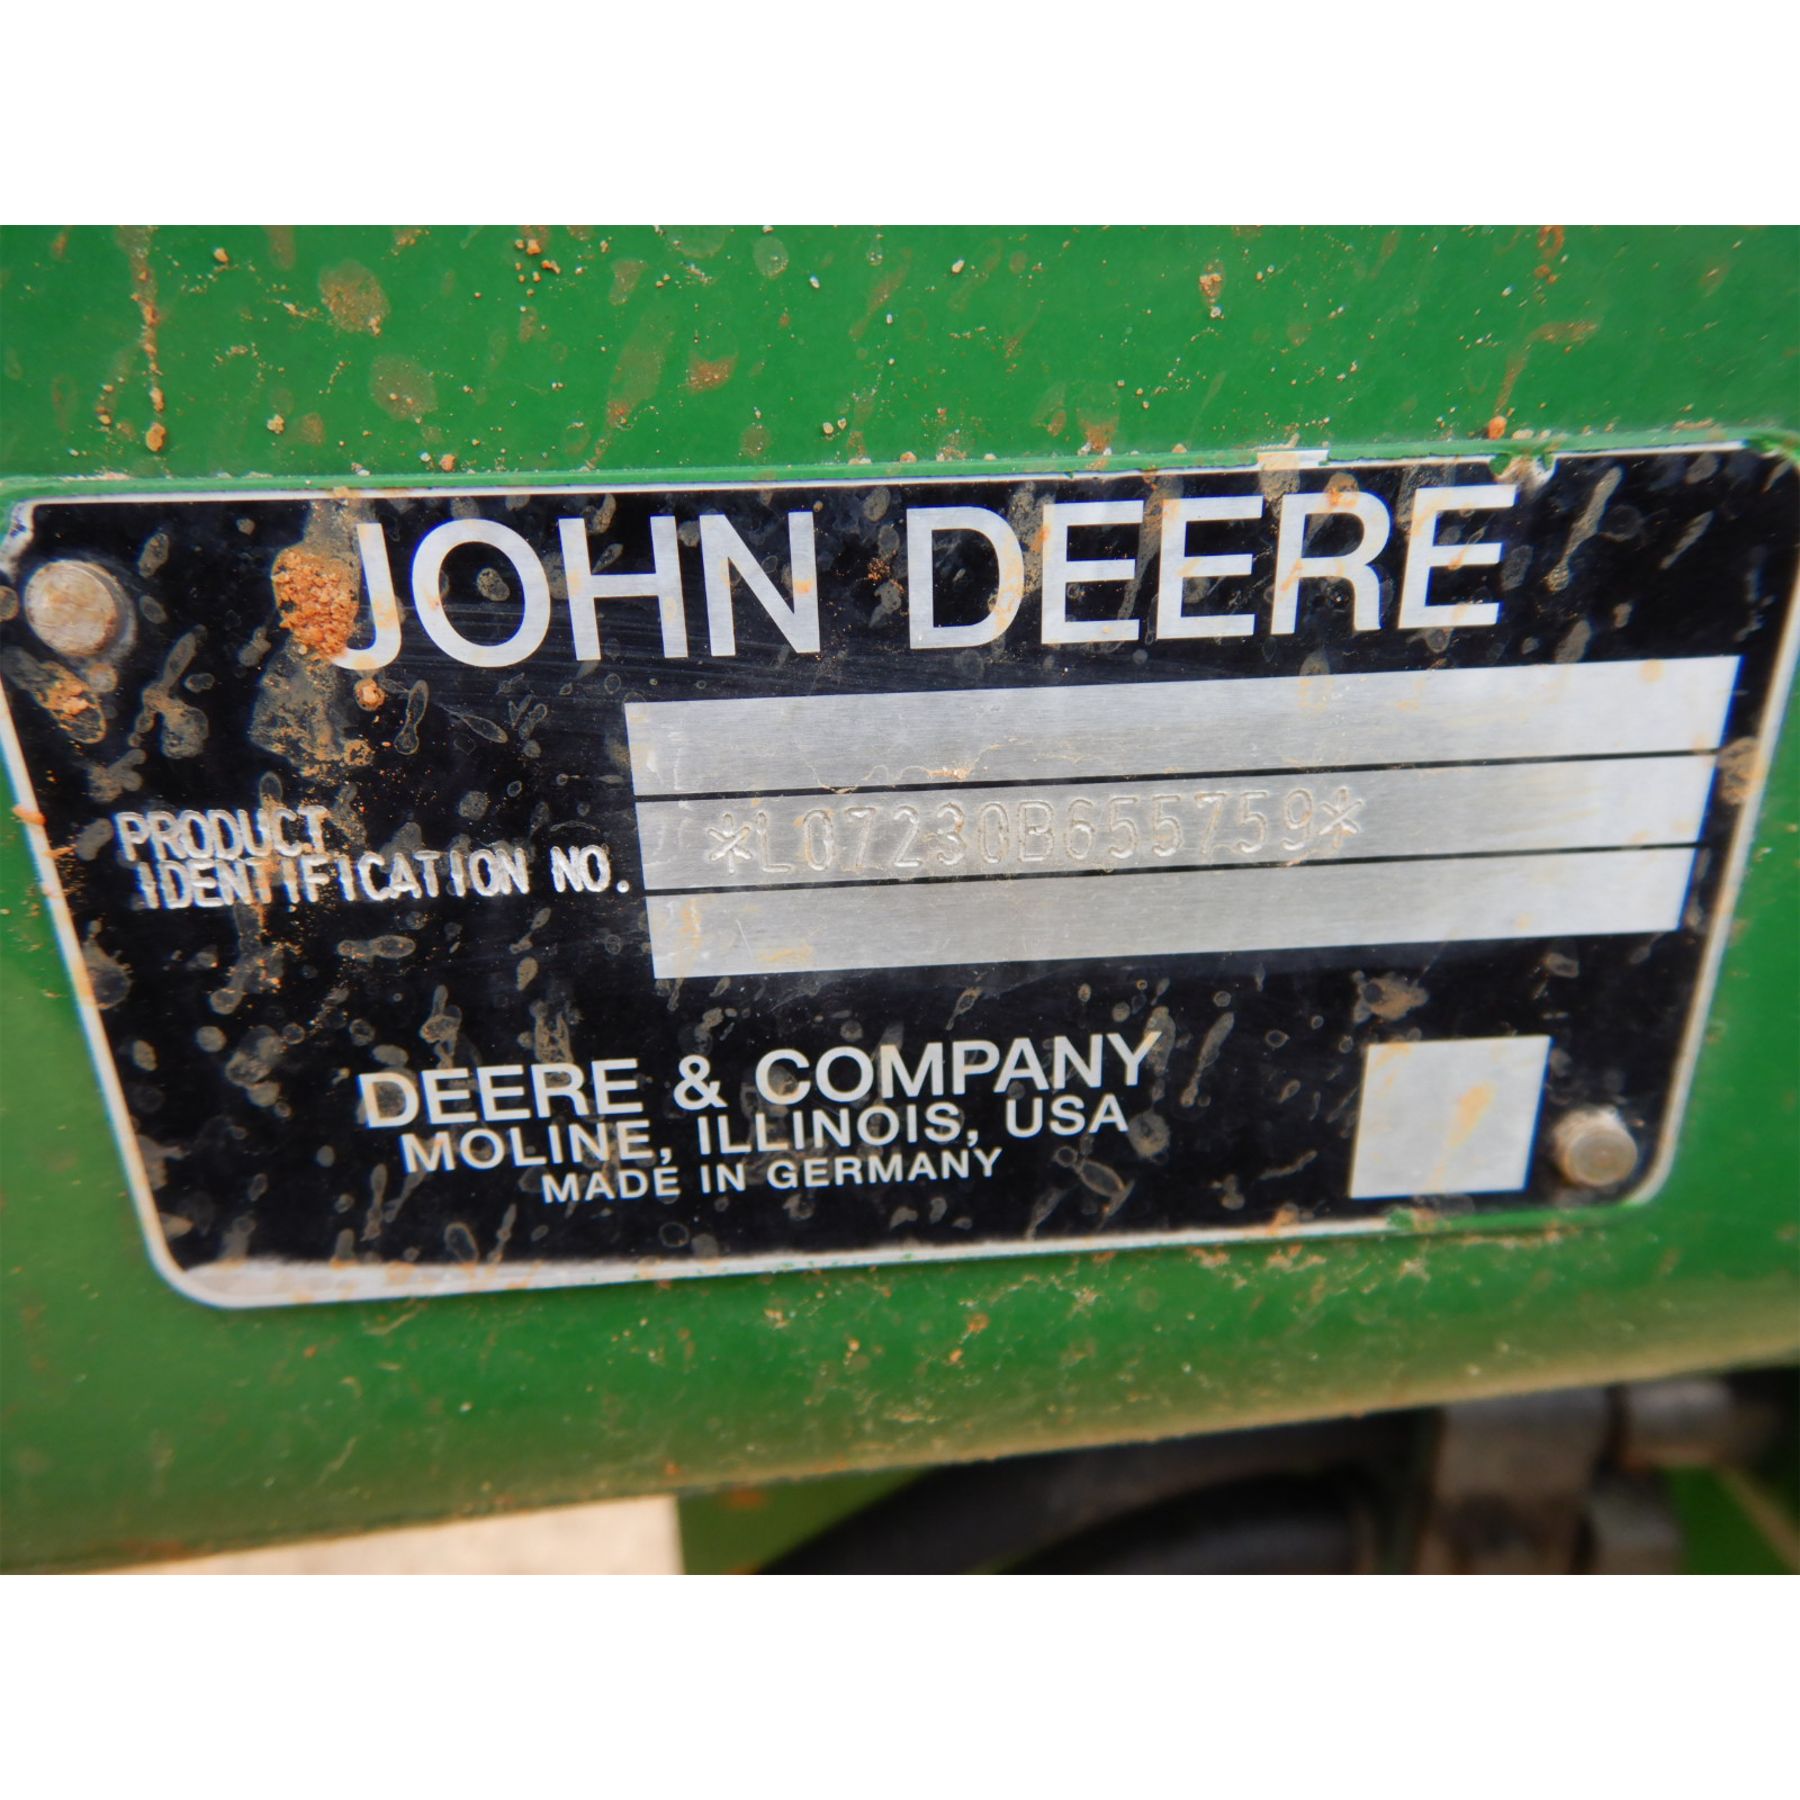 JOHN DEERE
PRODUCT
IDENTIFICATION NO.
*L07230B655759*
DEERE & COMPANY
MOLINE, ILLINOIS, USA
MADE IN GERMANY